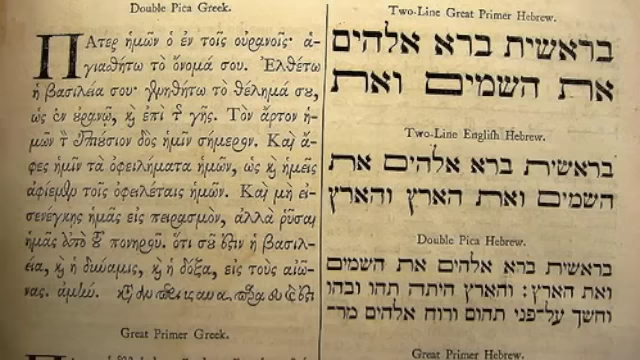 Double Pica Greek.
ΠΑτερ ἡμῶν ὁ ἐν τοῖς οὐρανοῖς· ἁ-
γιασθήτω τὸ ὄνομά σου. Ἐλθέτω
ἡ βασιλεία σου· γενηθήτω τὸ θέλημά σου,
ὡς ἐν οὐρανῷ, καὶ ἐπὶ τῆς γῆς. Τὸν ἄρτον ἡ-
μῶν τὸν ἐπιούσιον δὸς ἡμῖν σήμερον. Καὶ ἄ-
φες ἡμῖν τὰ ὀφειλήματα ἡμῶν, ὡς καὶ ἡμεῖς
ἀφίεμεν τοῖς ὀφειλέταις ἡμῶν. Καὶ μὴ εἰ-
σενέγκῃς ἡμᾶς εἰς πειρασμὸν, ἀλλὰ ῥῦσαι
ἡμᾶς ἀπὸ τοῦ πονηροῦ. ὅτι σοῦ ἐστιν ἡ βασιλ-
εία, καὶ ἡ δύναμις, καὶ ἡ δόξα, εἰς τοὺς αἰῶ-
νας. ἀμήν.
Great Primer Greek.
Two-Line Great Primer Hebrew.
בראשית ברא אלהים
את השמים ואת
Two-Line English Hebrew.
בראשית ברא אלהים את
השמים ואת הארץ והארץ
Double Pica Hebrew.
בראשית ברא אלהים את השמים
ואת הארץ: והארץ היתה תהו ובהו
וחשך על־פני תהום ורוח אלהים מר־
Great Primer Hebrew.